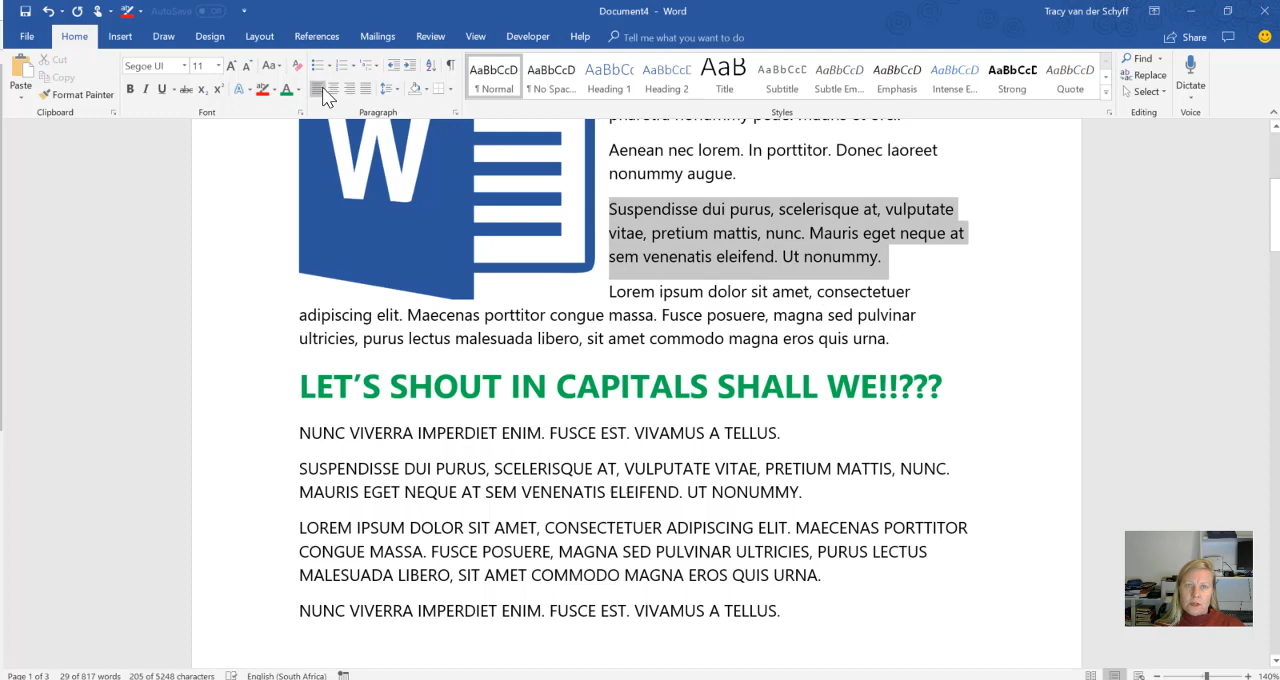 AutoSave Off
Document4 - Word
Tracy van der Schyff
File Home Insert Draw Design Layout References Mailings Review View Developer Help Tell me what you want to do Share
Paste
Cut
Copy
Format Painter
Clipboard
Segoe UI 11
Aa
B I U abc X2 X2 A A
Font
Paragraph
AaBbCcD AaBbCcD AaBbCc AaBbCcD AaB AaBbCcD AaBbCcD AaBbCcD AaBbCcD AaBbCcD AaBbCcD
¶ Normal ¶ No Spac... Heading 1 Heading 2 Title Subtitle Subtle Em... Emphasis Intense E... Strong Quote
Styles
Find
Replace
Select
Editing
Dictate
Voice
W
Aenean nec lorem. In porttitor. Donec laoreet
nonummy augue.
Suspendisse dui purus, scelerisque at, vulputate
vitae, pretium mattis, nunc. Mauris eget neque at
sem venenatis eleifend. Ut nonummy.
Lorem ipsum dolor sit amet, consectetuer
adipiscing elit. Maecenas porttitor congue massa. Fusce posuere, magna sed pulvinar
ultricies, purus lectus malesuada libero, sit amet commodo magna eros quis urna.
LET’S SHOUT IN CAPITALS SHALL WE!!???
NUNC VIVERRA IMPERDIET ENIM. FUSCE EST. VIVAMUS A TELLUS.
SUSPENDISSE DUI PURUS, SCELERISQUE AT, VULPUTATE VITAE, PRETIUM MATTIS, NUNC.
MAURIS EGET NEQUE AT SEM VENENATIS ELEIFEND. UT NONUMMY.
LOREM IPSUM DOLOR SIT AMET, CONSECTETUER ADIPISCING ELIT. MAECENAS PORTTITOR
CONGUE MASSA. FUSCE POSUERE, MAGNA SED PULVINAR ULTRICIES, PURUS LECTUS
MALESUADA LIBERO, SIT AMET COMMODO MAGNA EROS QUIS URNA.
NUNC VIVERRA IMPERDIET ENIM. FUSCE EST. VIVAMUS A TELLUS.
Page 1 of 3 29 of 817 words 205 of 5248 characters English (South Africa) 140%